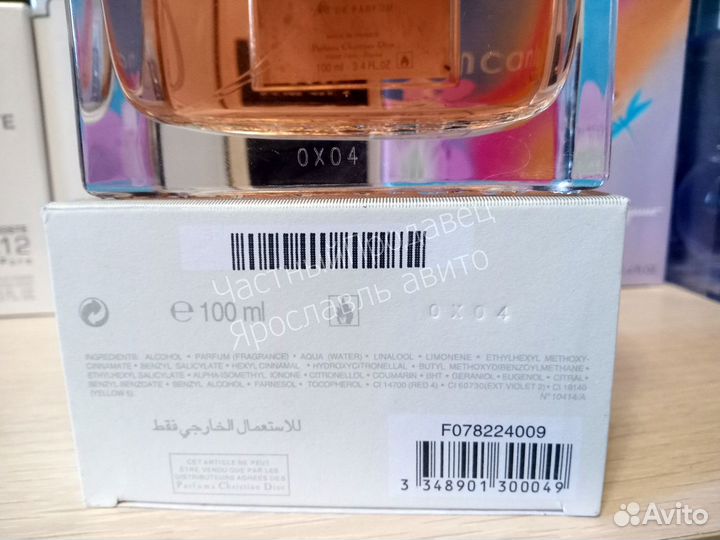 EAU DE PARFUM
Parfums Christian Dior
100 ml - 3.4 FL.OZ
0X04
12
Частный продавец
Ярославль авито
e 100 ml
0X04
INGREDIENTS: ALCOHOL • PARFUM (FRAGRANCE) • AQUA (WATER) • LINALOOL • LIMONENE • ETHYLHEXYL METHOXY-
CINNAMATE • BENZYL SALICYLATE • HEXYL CINNAMAL • HYDROXYCITRONELLAL • BUTYL METHOXYDIBENZOYLMETHANE •
ETHYLHEXYL SALICYLATE • ALPHA-ISOMETHYL IONONE • CITRONELLOL • COUMARIN • BHT • GERANIOL • EUGENOL • CITRAL •
BENZYL BENZOATE • BENZYL ALCOHOL • FARNESOL • TOCOPHEROL • CI 14700 (RED 4) • CI 60730 (EXT. VIOLET 2) • CI 19140
(YELLOW 5).
N° 10414/A
للاستعمال الخارجي فقط
F078224009
CET ARTICLE NE PEUT
ÊTRE VENDU QUE PAR LES
DISTRIBUTEURS AGRÉÉS DES
Parfums Christian Dior
3 348901 300049
Avito